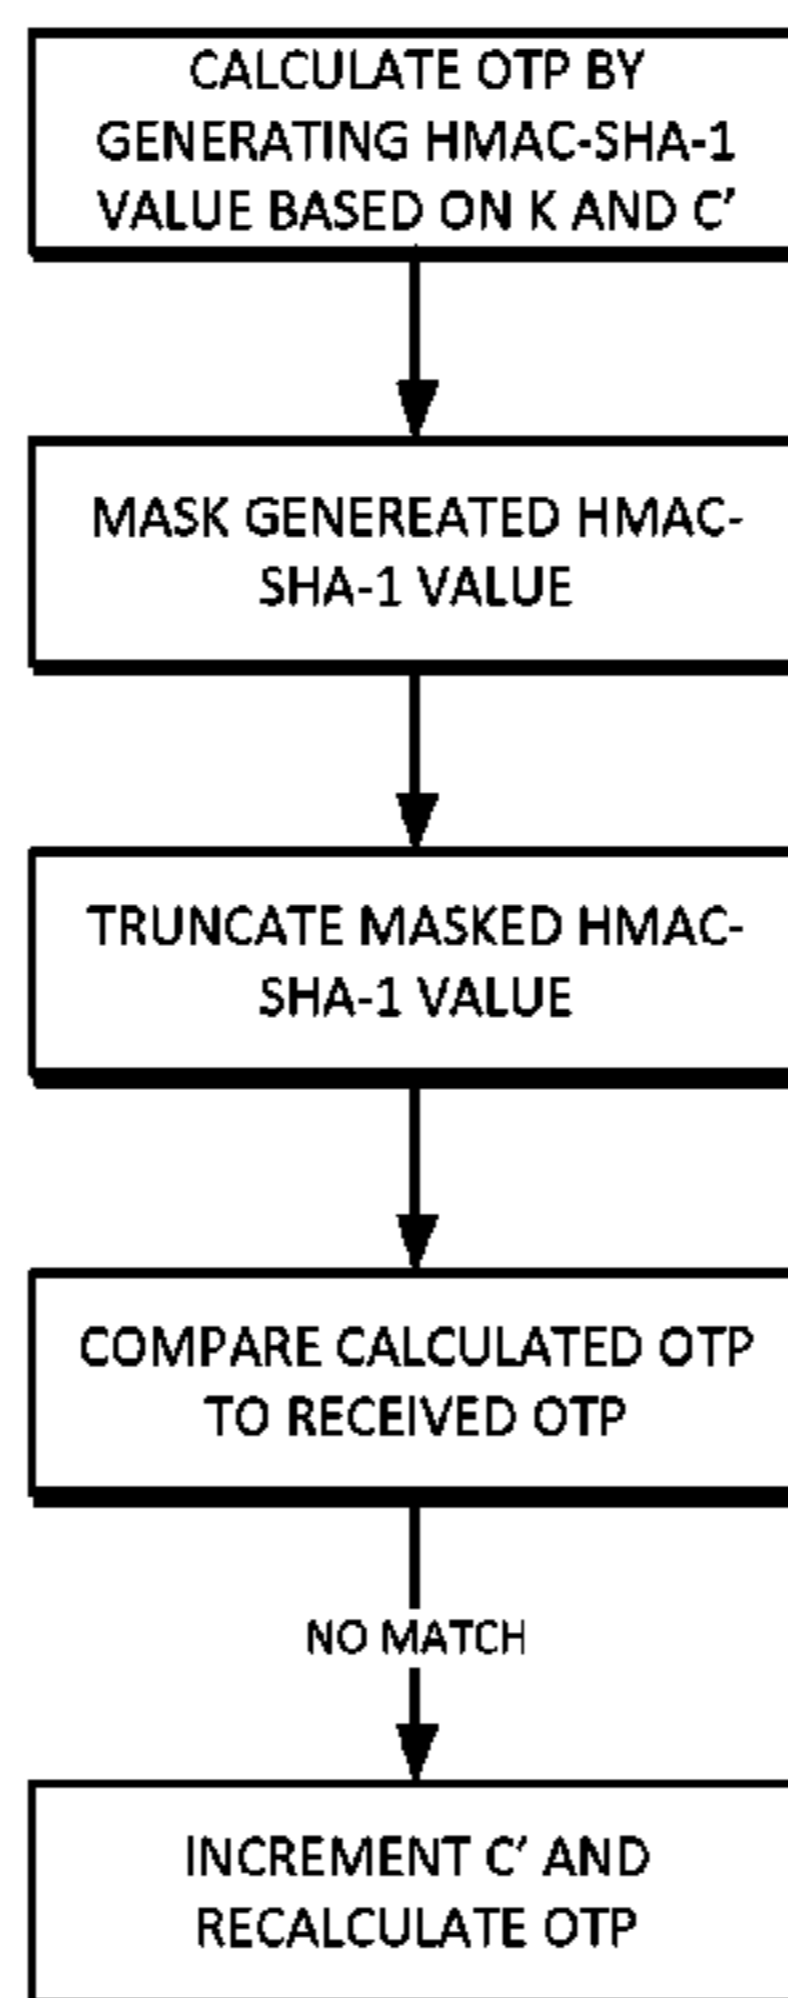 CALCULATE OTP BY
GENERATING HMAC-SHA-1
VALUE BASED ON K AND C’
MASK GENEREATED HMAC-
SHA-1 VALUE
TRUNCATE MASKED HMAC-
SHA-1 VALUE
COMPARE CALCULATED OTP
TO RECEIVED OTP
NO MATCH
INCREMENT C’ AND
RECALCULATE OTP